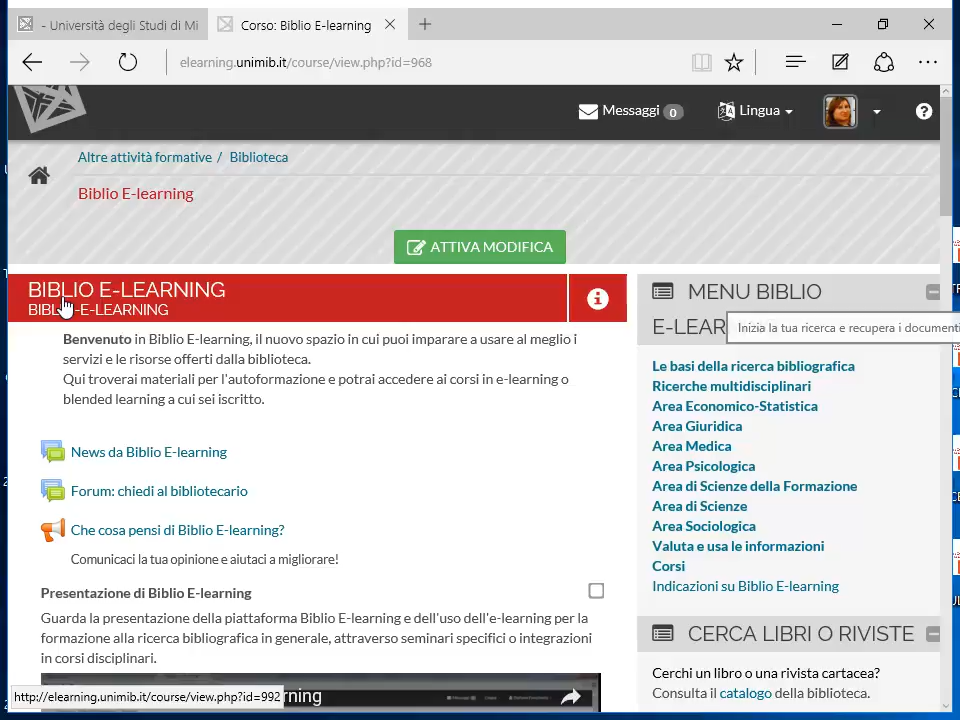 - Università degli Studi di Mi
Corso: Biblio E-learning
elearning.unimib.it/course/view.php?id=968
Messaggi 0
Lingua
?
Altre attività formative / Biblioteca
Biblio E-learning
ATTIVA MODIFICA
BIBLIO E-LEARNING
BIBLIO E-LEARNING
Benvenuto in Biblio E-learning, il nuovo spazio in cui puoi imparare a usare al meglio i
servizi e le risorse offerti dalla biblioteca.
Qui troverai materiali per l'autoformazione e potrai accedere ai corsi in e-learning o
blended learning a cui sei iscritto.
News da Biblio E-learning
Forum: chiedi al bibliotecario
Che cosa pensi di Biblio E-learning?
Comunicaci la tua opinione e aiutaci a migliorare!
Presentazione di Biblio E-learning
Guarda la presentazione della piattaforma Biblio E-learning e dell'uso dell'e-learning per la
formazione alla ricerca bibliografica in generale, attraverso seminari specifici o integrazioni
in corsi disciplinari.
http://elearning.unimib.it/course/view.php?id=992
rning
MENU BIBLIO
E-LEAR
Inizia la tua ricerca e recupera i documenti
Le basi della ricerca bibliografica
Ricerche multidisciplinari
Area Economico-Statistica
Area Giuridica
Area Medica
Area Psicologica
Area di Scienze della Formazione
Area di Scienze
Area Sociologica
Valuta e usa le informazioni
Corsi
Indicazioni su Biblio E-learning
CERCA LIBRI O RIVISTE
Cerchi un libro o una rivista cartacea?
Consulta il catalogo della biblioteca.